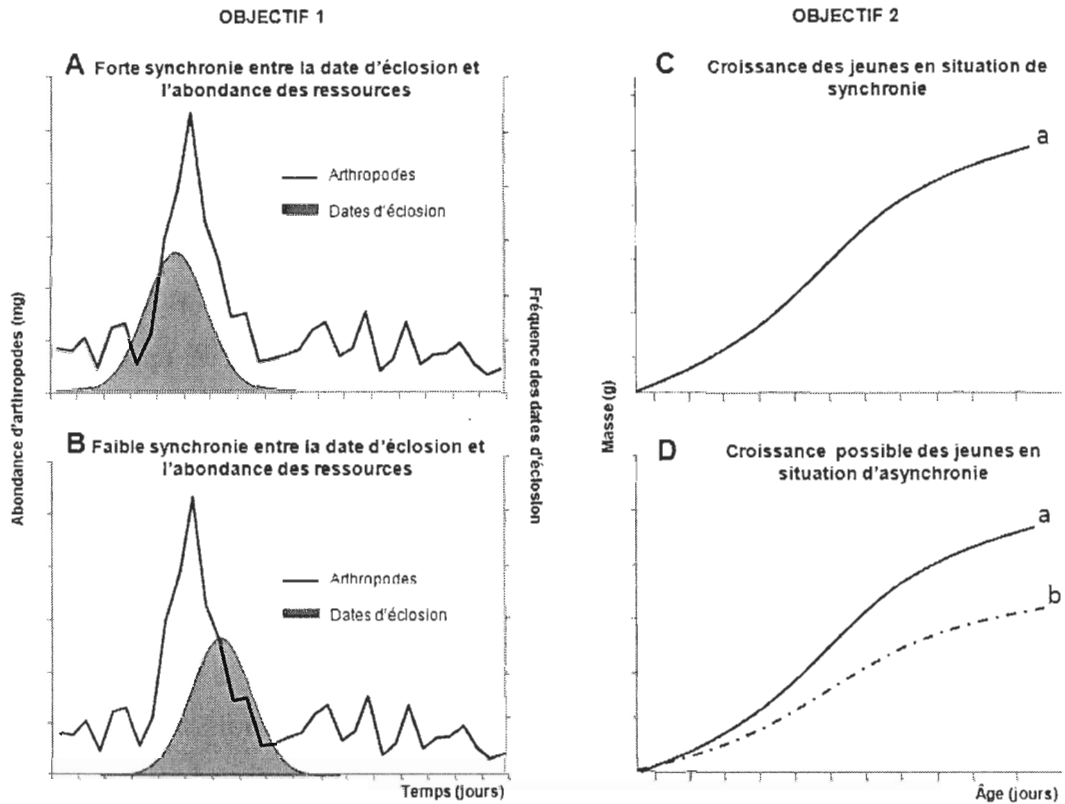 OBJECTIF 1
A Forte synchronie entre la date d'éclosion et
l'abondance des ressources
Arthropodes
Dates d'éclosion
B Faible synchronie entre la date d'éclosion et
l'abondance des ressources
Arthropodes
Dates d'éclosion
Abondance d'arthropodes (mg)
Fréquence des dates d'éclosion
Temps (jours)
OBJECTIF 2
C Croissance des jeunes en situation de
synchronie
a
D Croissance possible des jeunes en
situation d'asynchronie
a
b
Masse (g)
Âge (jours)